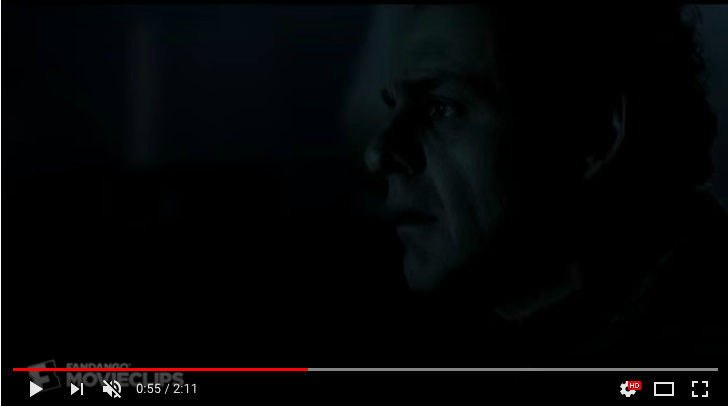 FANDANGO
MOVIECLIPS
0:55 / 2:11
HD